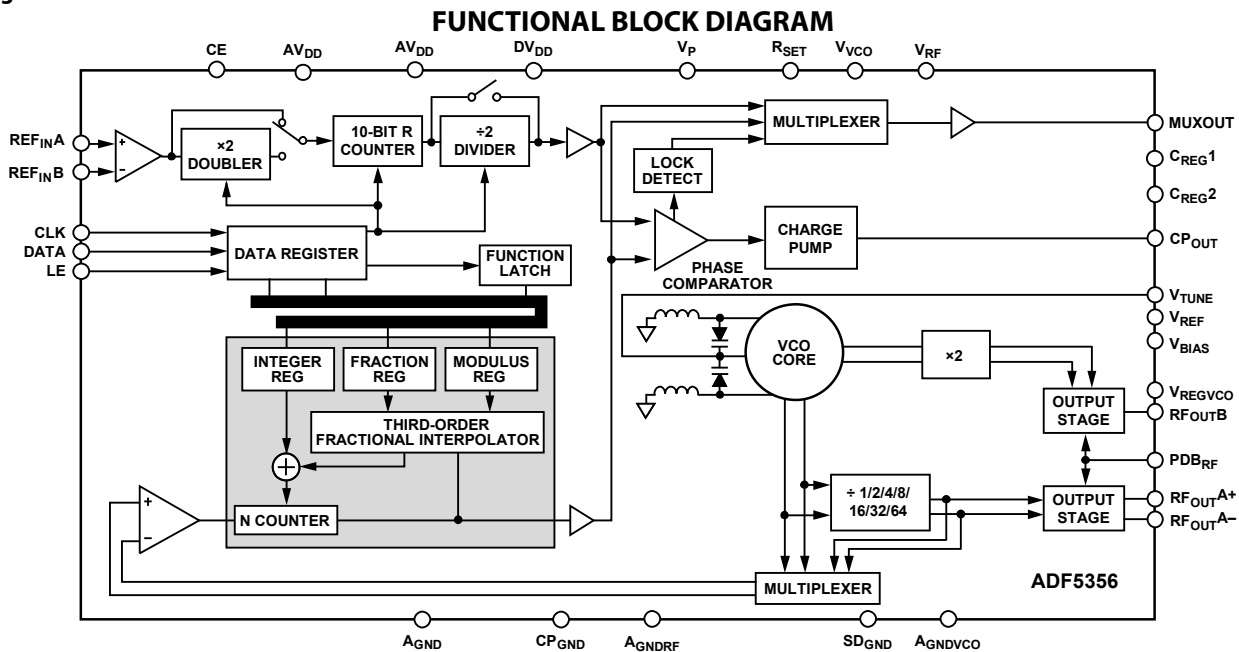 FUNCTIONAL BLOCK DIAGRAM
CE
AVDD
AVDD
DVDD
VP
RSET
VVCO
VRF
REFINA
REFINB
+
−
×2
DOUBLER
10-BIT R
COUNTER
÷2
DIVIDER
MULTIPLEXER
MUXOUT
LOCK
DETECT
CREG1
CREG2
CLK
DATA
LE
DATA REGISTER
FUNCTION
LATCH
CHARGE
PUMP
CPOUT
PHASE
COMPARATOR
VTUNE
VREF
VBIAS
INTEGER
REG
FRACTION
REG
MODULUS
REG
VCO
CORE
×2
VREGVCO
RFOUTB
OUTPUT
STAGE
THIRD-ORDER
FRACTIONAL INTERPOLATOR
+
PDBRF
N COUNTER
+
−
÷ 1/2/4/8/
16/32/64
OUTPUT
STAGE
RFOUTA+
RFOUTA−
MULTIPLEXER
ADF5356
AGND
CPGND
AGNDRF
SDGND
AGNDVCO